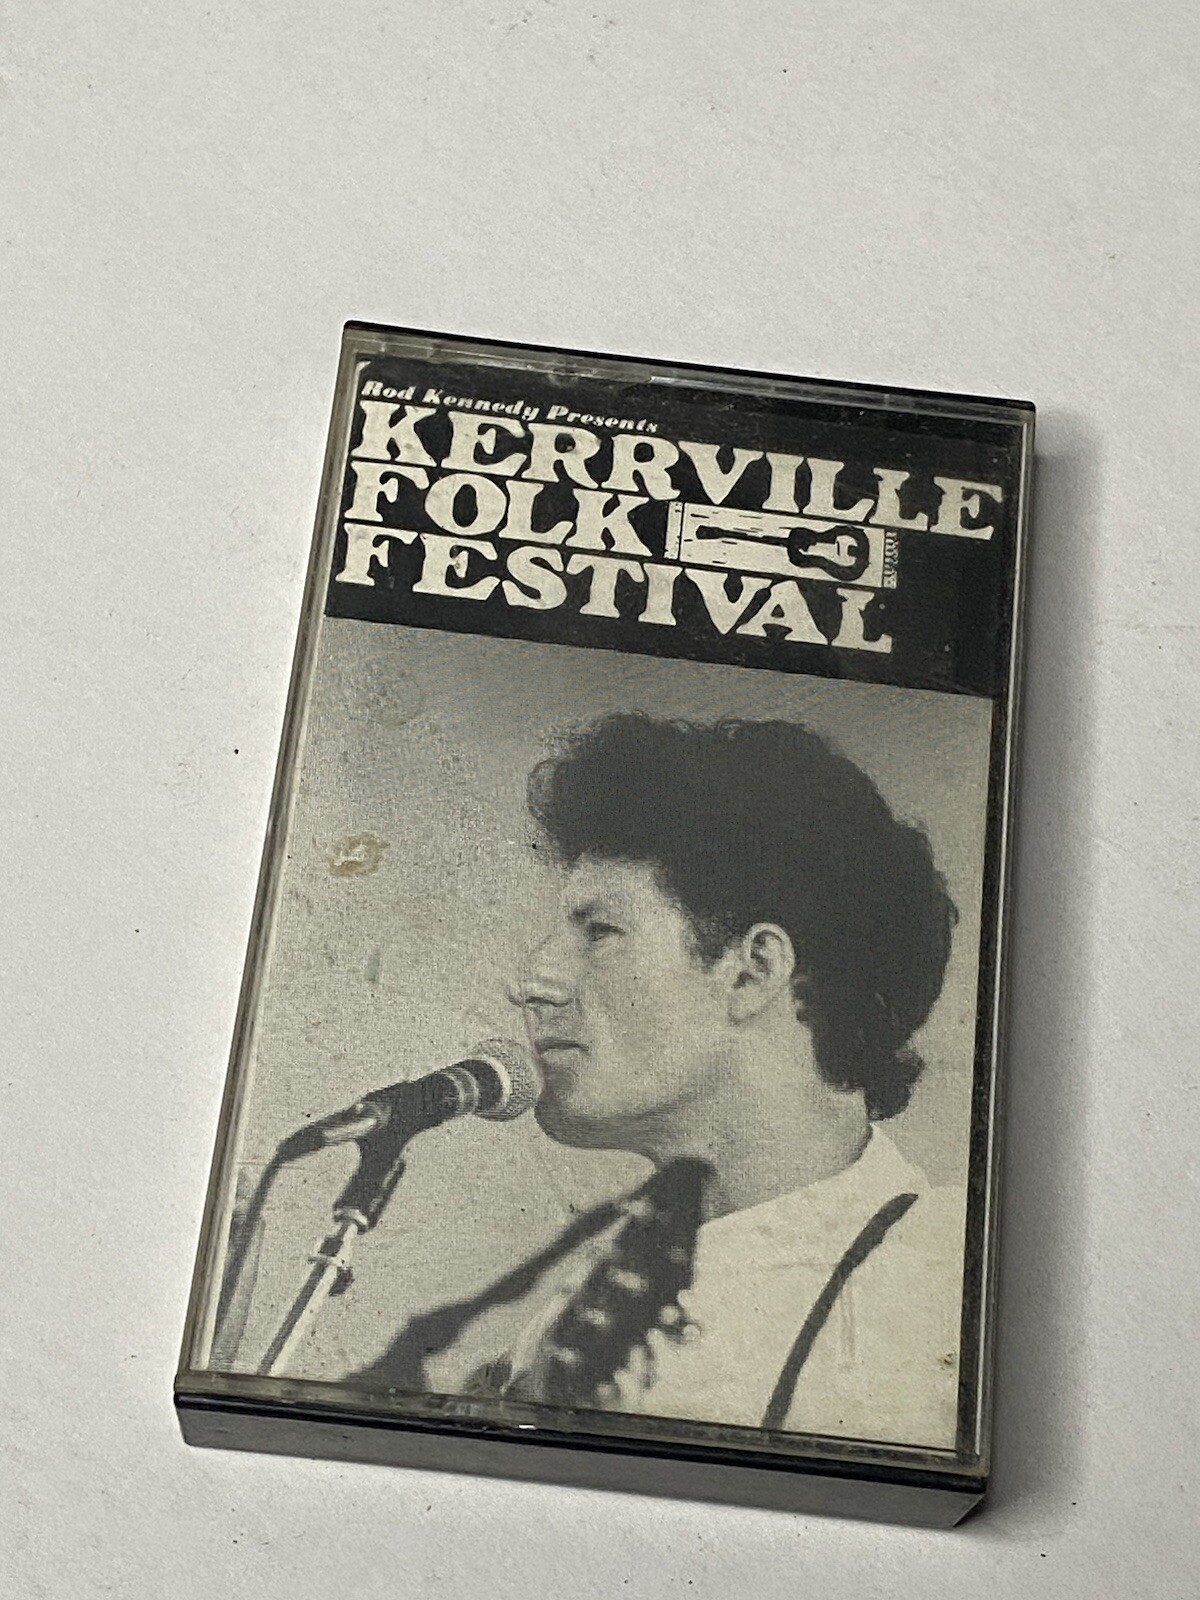 Rod Kennedy Presents
KERRVILLE
FOLK
FESTIVAL